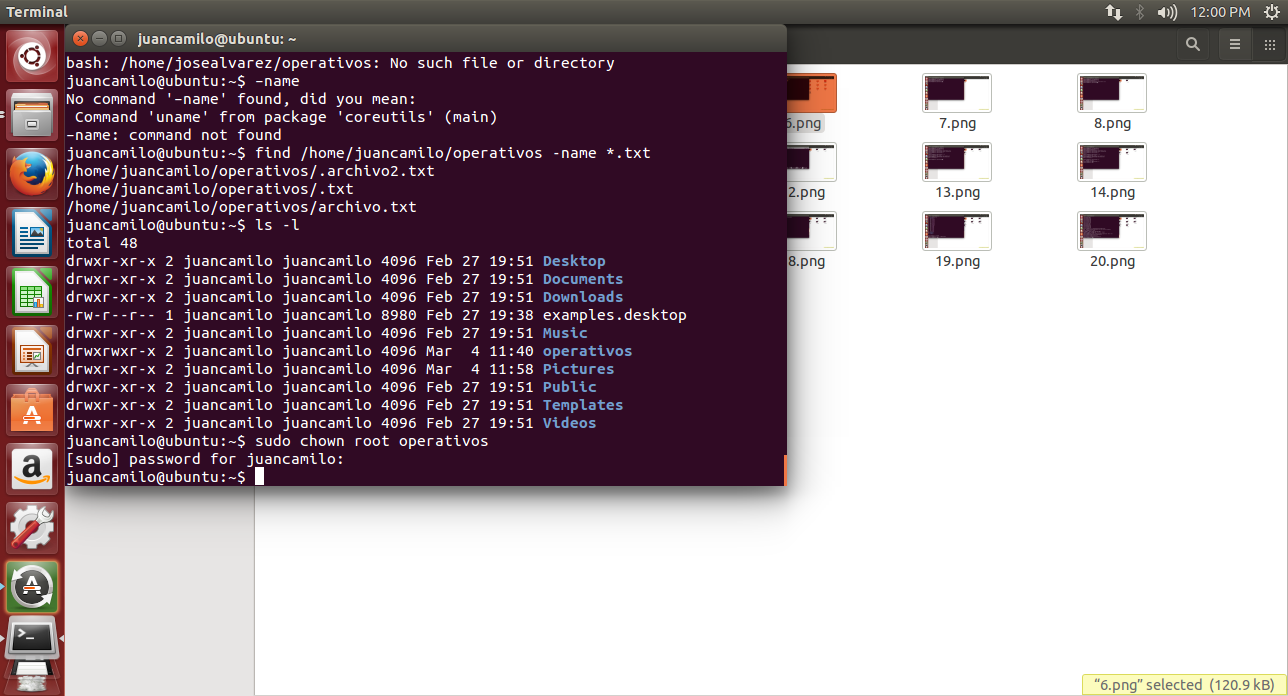 Terminal
12:00 PM
juancamilo@ubuntu: ~
bash: /home/josealvarez/operativos: No such file or directory
juancamilo@ubuntu:~$ –name
No command '–name' found, did you mean:
 Command 'uname' from package 'coreutils' (main)
–name: command not found
juancamilo@ubuntu:~$ find /home/juancamilo/operativos -name *.txt
/home/juancamilo/operativos/.archivo2.txt
/home/juancamilo/operativos/.txt
/home/juancamilo/operativos/archivo.txt
juancamilo@ubuntu:~$ ls -l
total 48
drwxr-xr-x 2 juancamilo juancamilo 4096 Feb 27 19:51 Desktop
drwxr-xr-x 2 juancamilo juancamilo 4096 Feb 27 19:51 Documents
drwxr-xr-x 2 juancamilo juancamilo 4096 Feb 27 19:51 Downloads
-rw-r--r-- 1 juancamilo juancamilo 8980 Feb 27 19:38 examples.desktop
drwxr-xr-x 2 juancamilo juancamilo 4096 Feb 27 19:51 Music
drwxrwxr-x 2 juancamilo juancamilo 4096 Mar  4 11:40 operativos
drwxr-xr-x 2 juancamilo juancamilo 4096 Mar  4 11:58 Pictures
drwxr-xr-x 2 juancamilo juancamilo 4096 Feb 27 19:51 Public
drwxr-xr-x 2 juancamilo juancamilo 4096 Feb 27 19:51 Templates
drwxr-xr-x 2 juancamilo juancamilo 4096 Feb 27 19:51 Videos
juancamilo@ubuntu:~$ sudo chown root operativos
[sudo] password for juancamilo:
juancamilo@ubuntu:~$
6.png 7.png 8.png
2.png 13.png 14.png
8.png 19.png 20.png
“6.png” selected (120.9 kB)